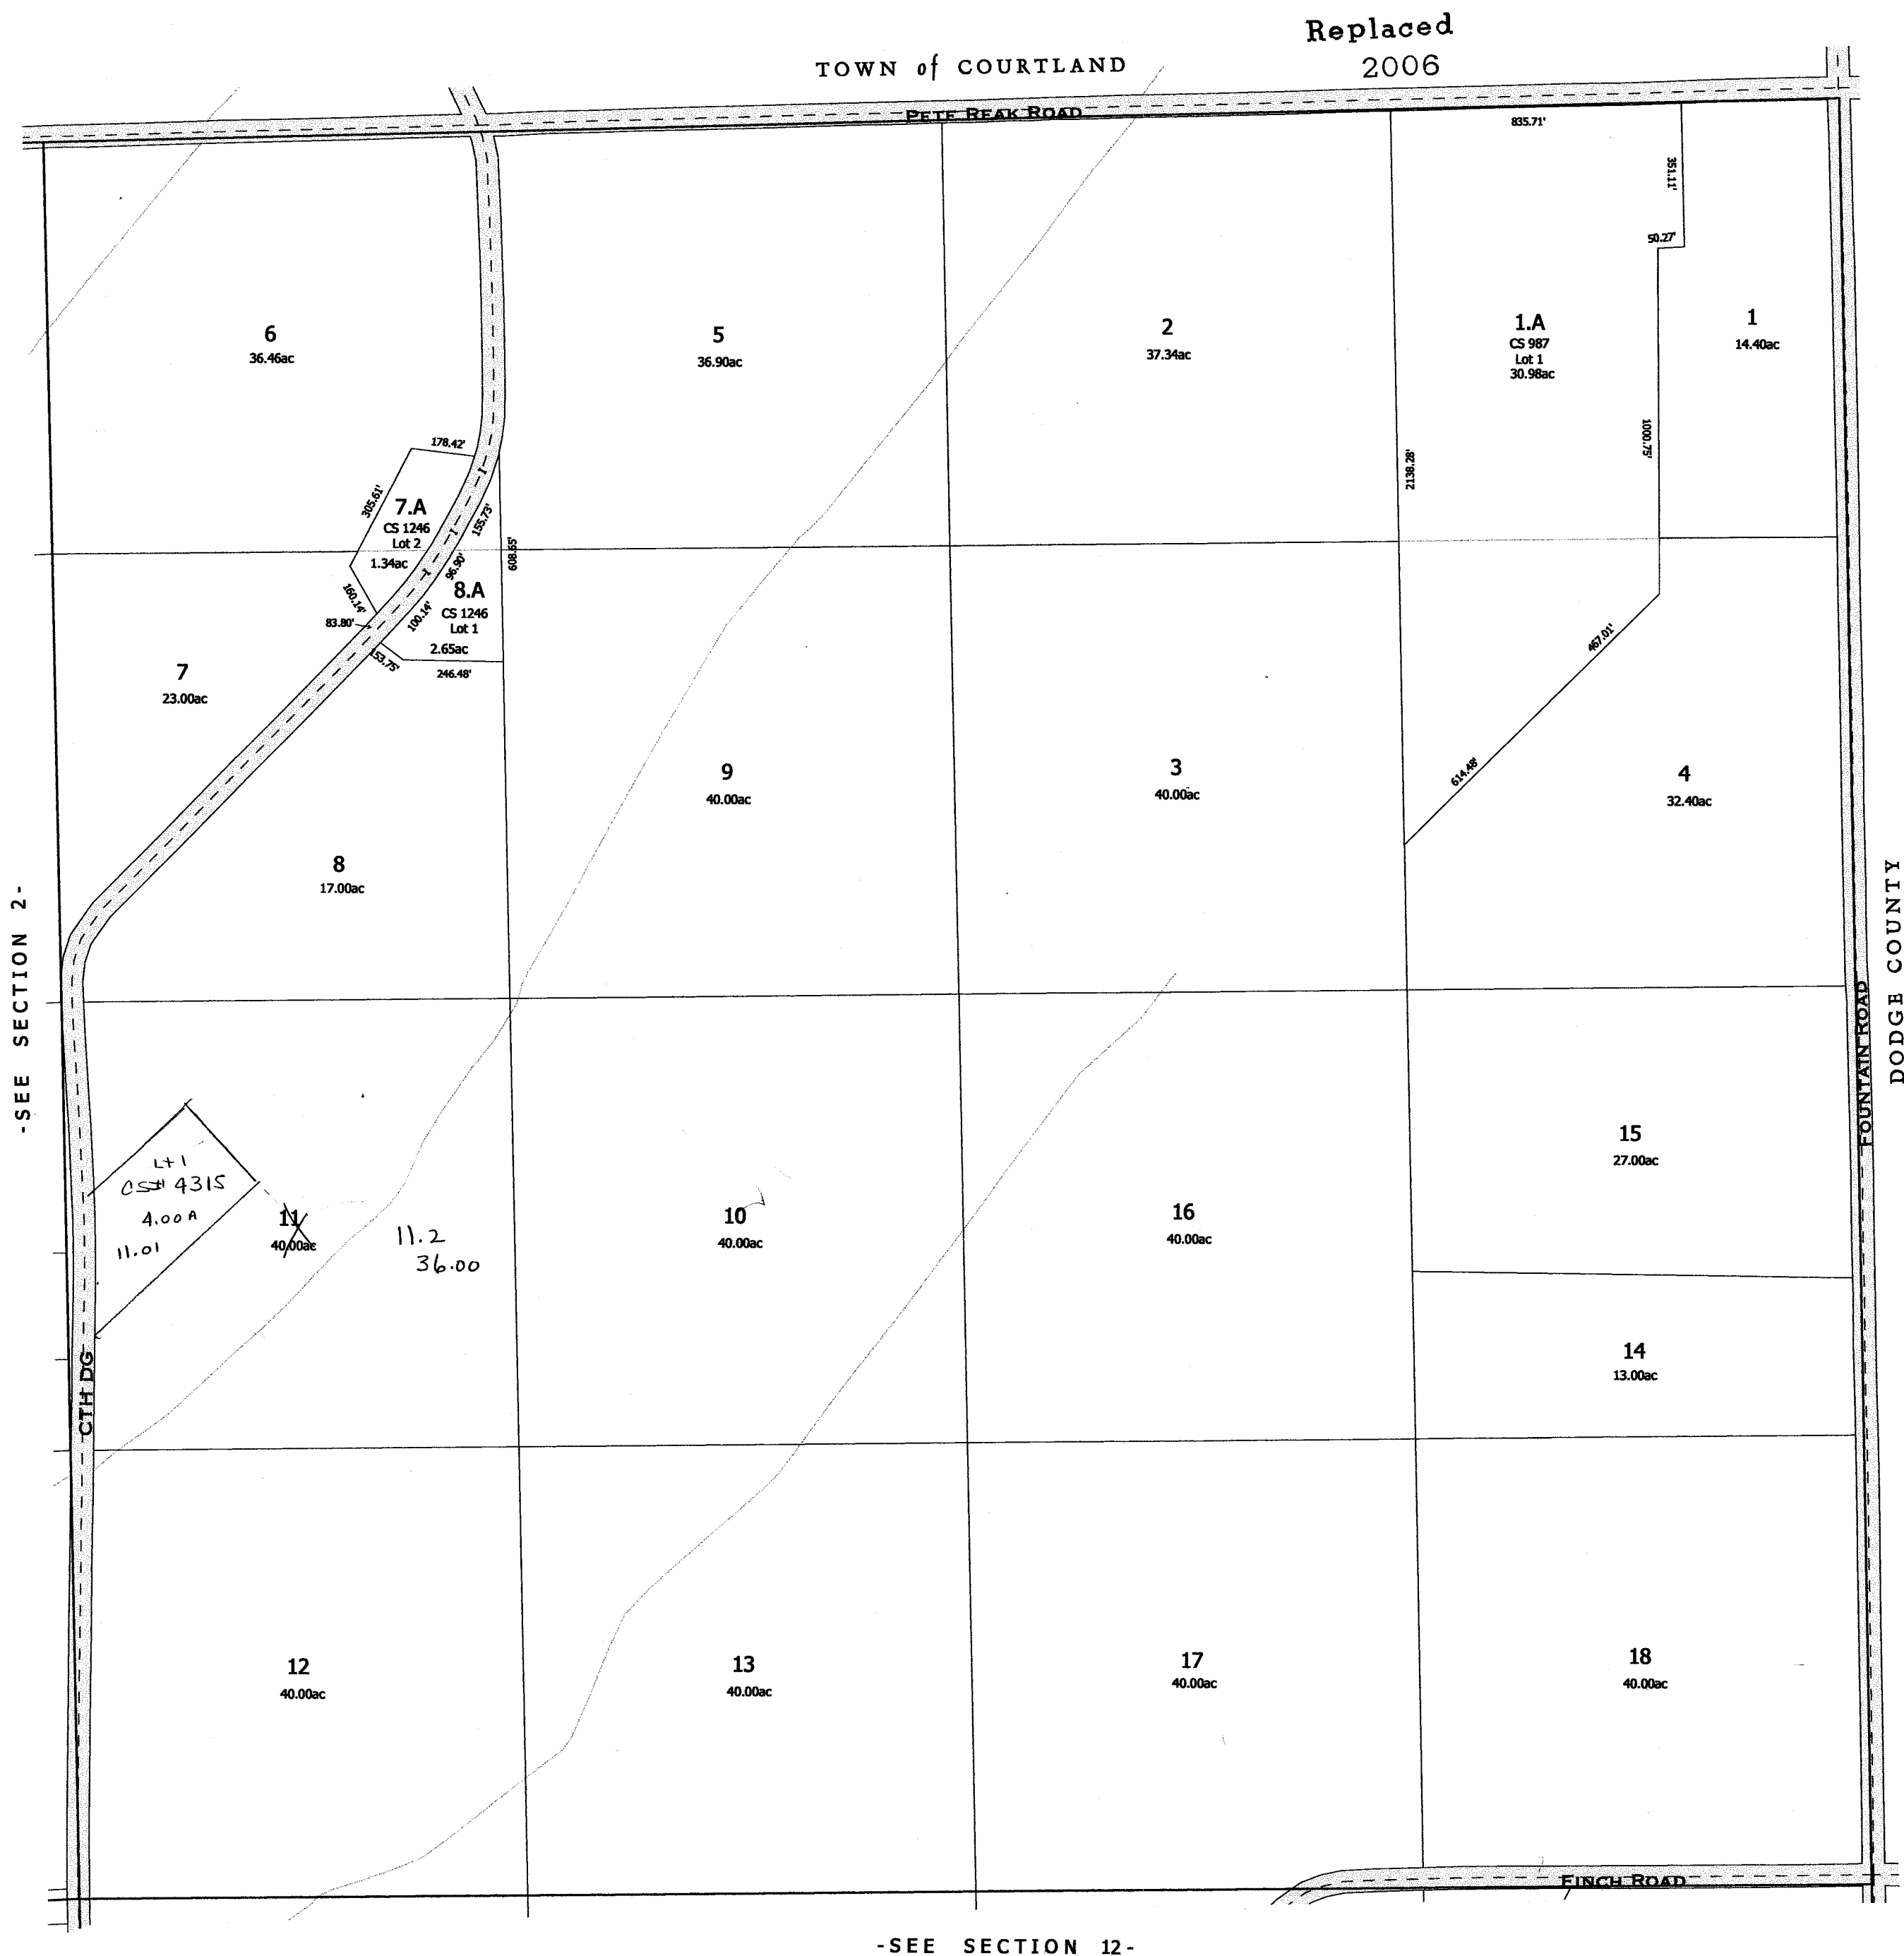 Replaced
TOWN of COURTLAND
2006
PETE REAK ROAD
835.71'
351.11'
50.27'
6
36.46ac
5
36.90ac
2
37.34ac
1.A
CS 987
Lot 1
30.98ac
1
14.40ac
178.42'
305.61'
7.A
CS 1246
Lot 2
1.34ac
155.73'
96.90'
608.65'
2138.28'
1000.75'
160.14'
83.80'
100.14'
8.A
CS 1246
Lot 1
2.65ac
153.75'
246.48'
467.01'
614.48'
7
23.00ac
9
40.00ac
3
40.00ac
4
32.40ac
8
17.00ac
-SEE SECTION 2-
DODGE COUNTY
FOUNTAIN ROAD
Lt 1
CS# 4315
4.00 A
11.01
11
40.00ac
11.2
36.00
10
40.00ac
16
40.00ac
15
27.00ac
14
13.00ac
CTH DG
12
40.00ac
13
40.00ac
17
40.00ac
18
40.00ac
FINCH ROAD
-SEE SECTION 12-